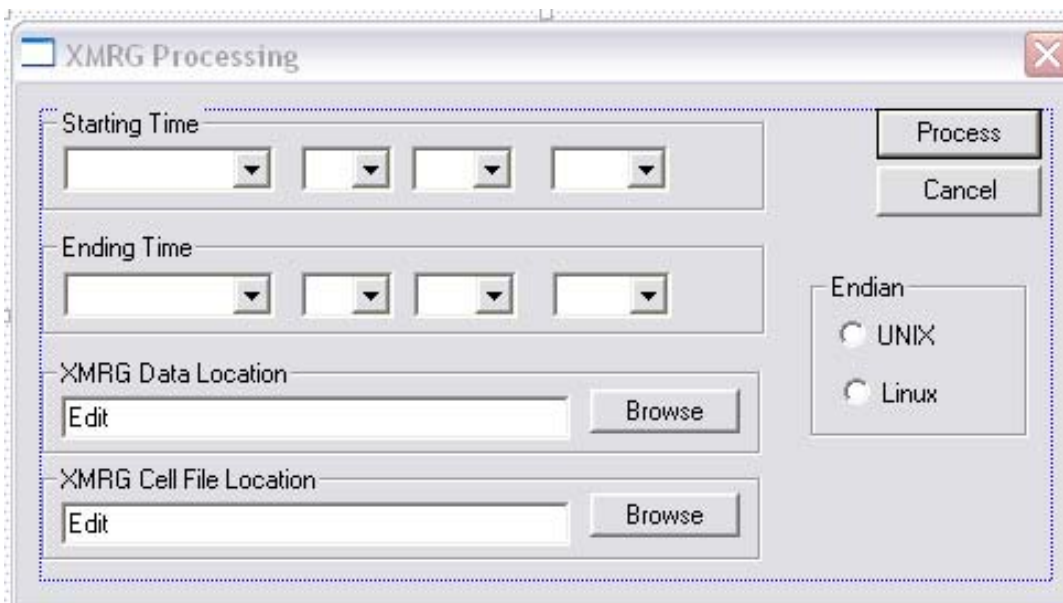 XMRG Processing
Starting Time
Process
Cancel
Ending Time
Endian
UNIX
Linux
XMRG Data Location
Edit
Browse
XMRG Cell File Location
Edit
Browse